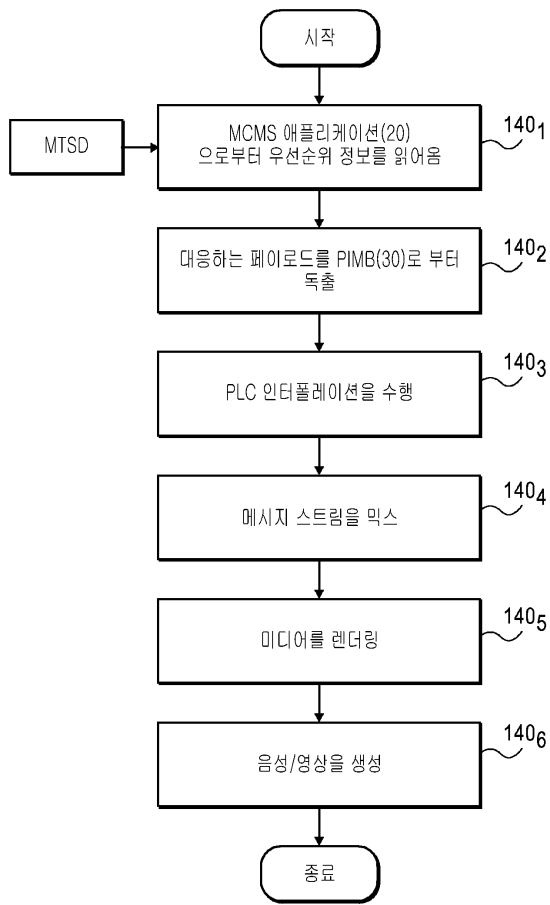 시작
MTSD
MCMS 애플리케이션(20)
으로부터 우선순위 정보를 읽어옴
140₁
대응하는 페이로드를 PIMB(30)로 부터
독출
140₂
PLC 인터폴레이션을 수행
140₃
메시지 스트림을 믹스
140₄
미디어를 렌더링
140₅
음성/영상을 생성
140₆
종료